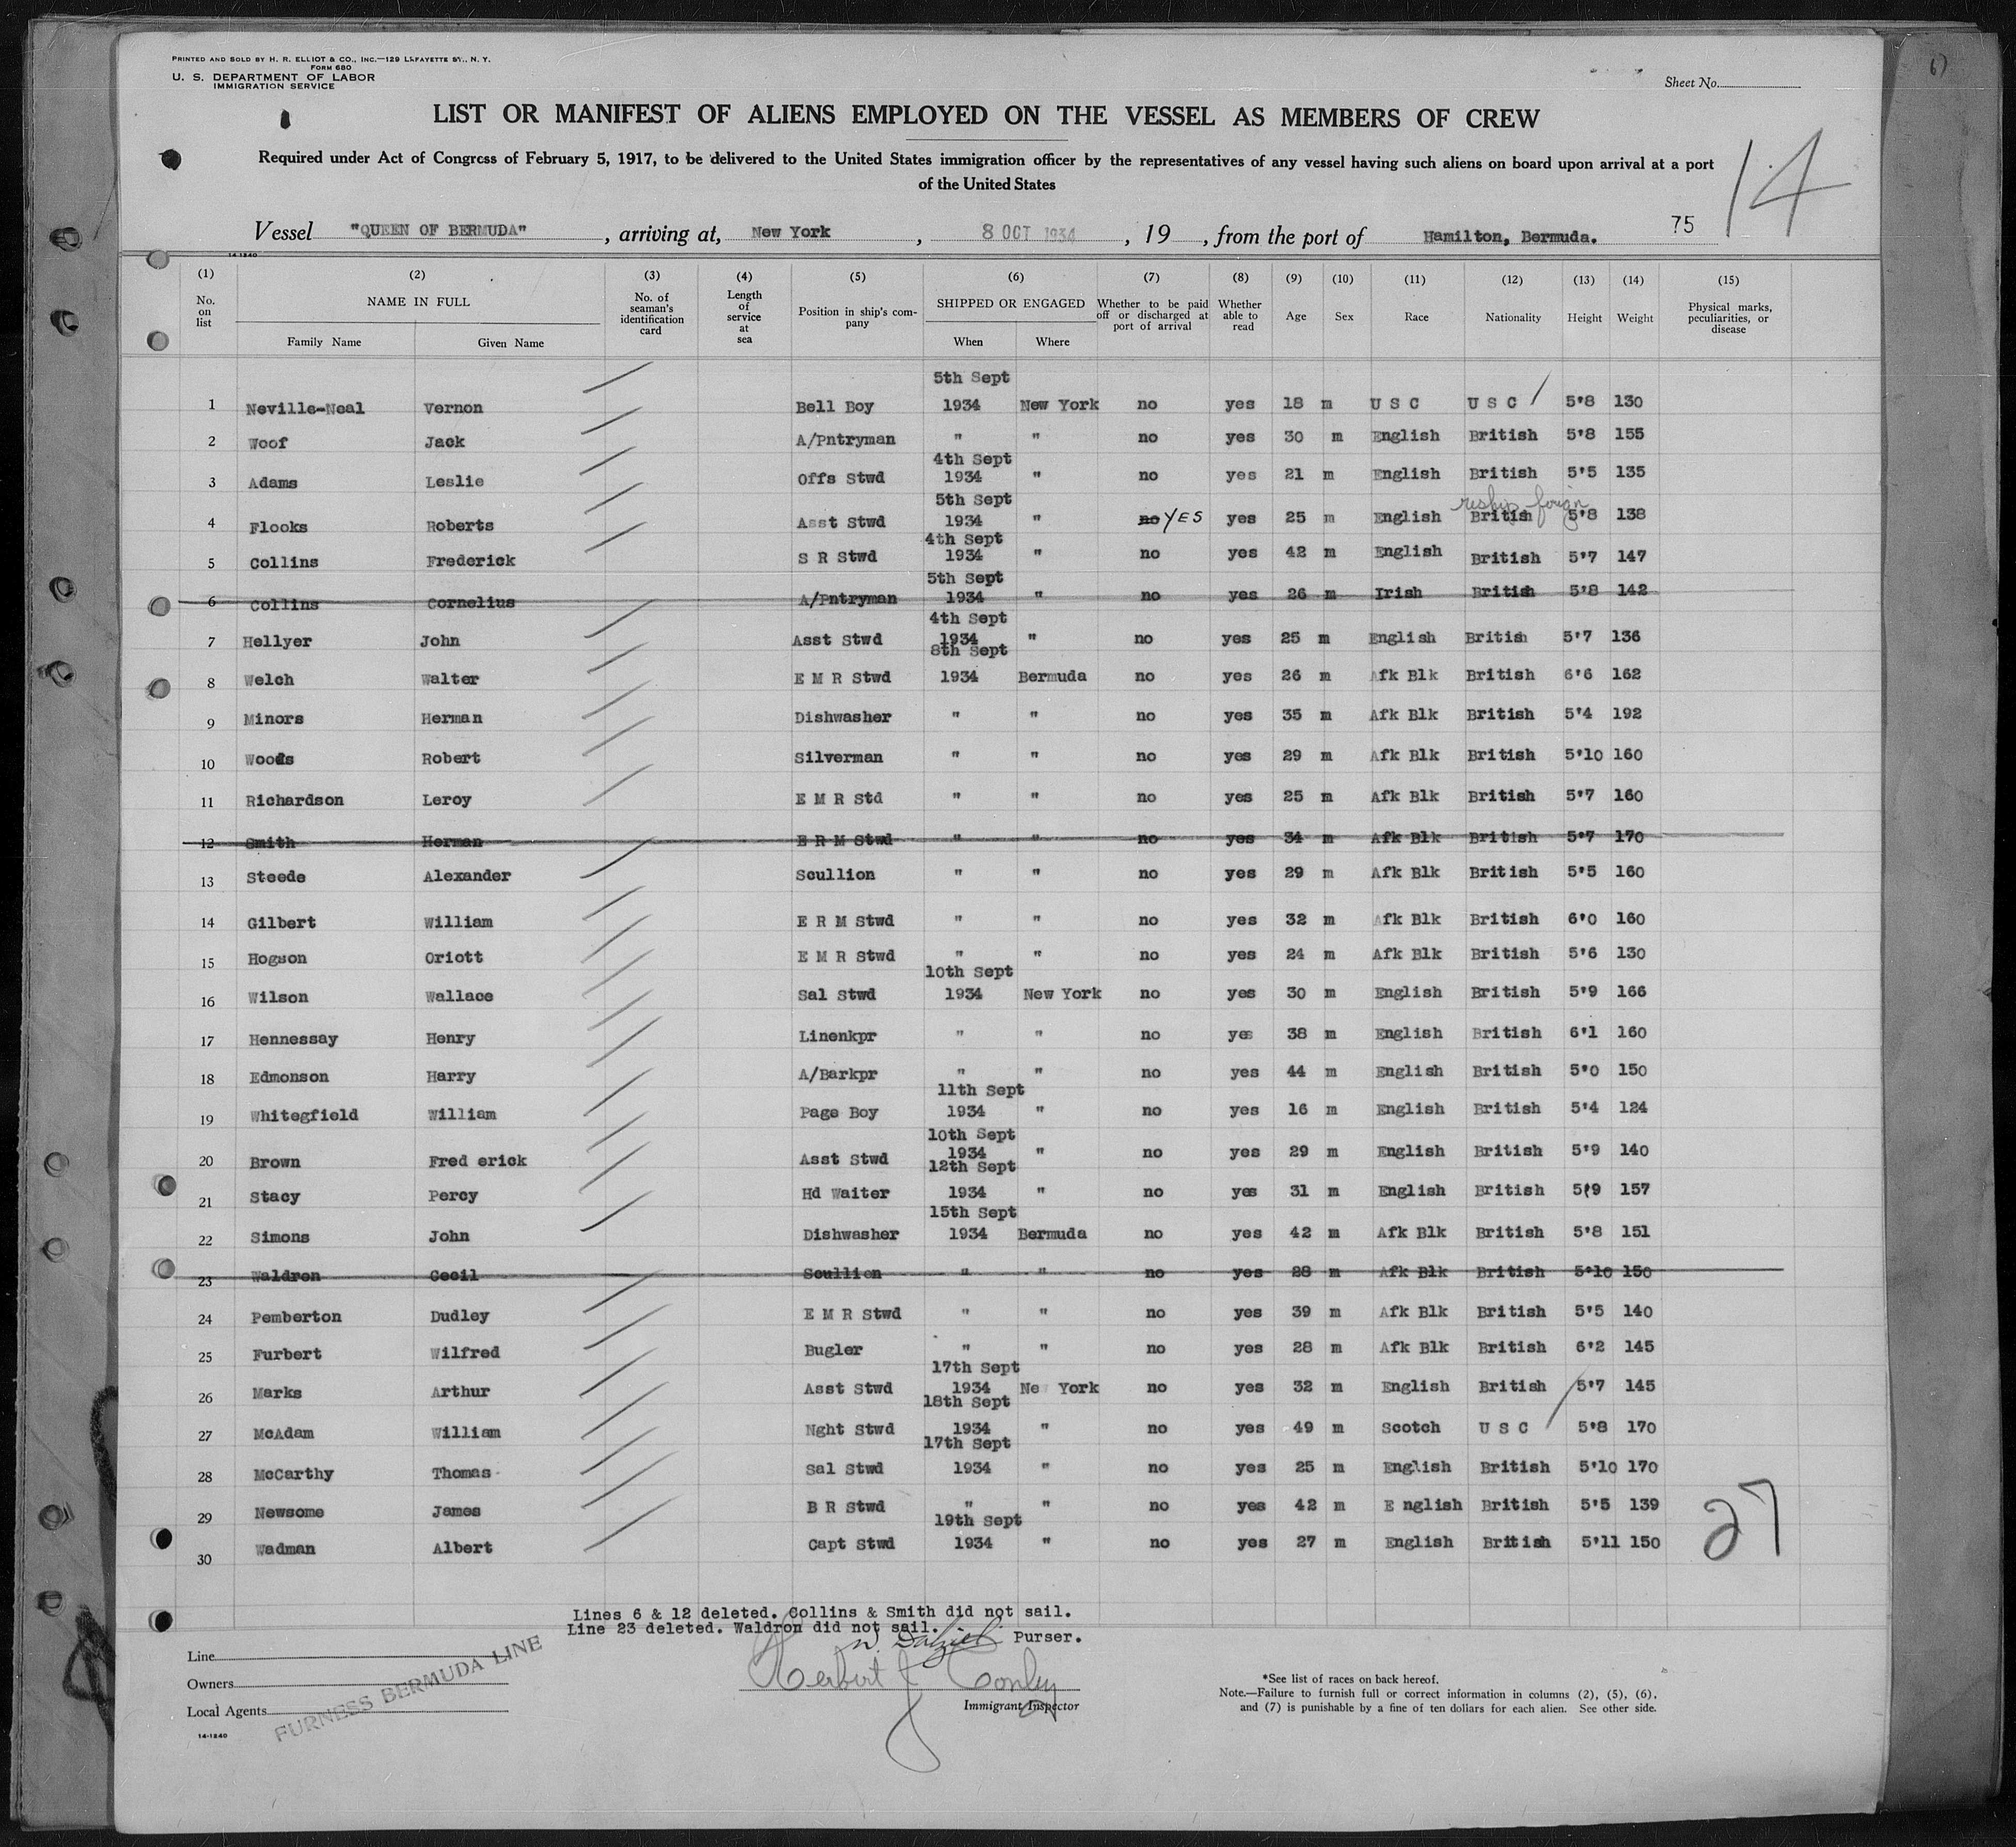 PRINTED AND SOLD BY H. R. ELLIOT & CO., INC.—129 LAFAYETTE ST., N. Y.
FORM 680
U. S. DEPARTMENT OF LABOR
IMMIGRATION SERVICE
Sheet No.
LIST OR MANIFEST OF ALIENS EMPLOYED ON THE VESSEL AS MEMBERS OF CREW
Required under Act of Congress of February 5, 1917, to be delivered to the United States immigration officer by the representatives of any vessel having such aliens on board upon arrival at a port
of the United States
14
Vessel "QUEEN OF BERMUDA", arriving at, New York, 8 OCT 1934, 19, from the port of Hamilton, Bermuda. 75
14-1240
(1) (2) (3) (4) (5) (6) (7) (8) (9) (10) (11) (12) (13) (14) (15)
No. on list NAME IN FULL Family Name Given Name No. of seaman's identification card Length of service at sea Position in ship's company SHIPPED OR ENGAGED When Where Whether to be paid off or discharged at port of arrival Whether able to read Age Sex Race Nationality Height Weight Physical marks, peculiarities, or disease
5th Sept
1 Neville-Neal Vernon Bell Boy 1934 New York no yes 18 m U S C U S C 5'8 130
2 Woof Jack A/Pntryman " " no yes 30 m English British 5'8 155
4th Sept
3 Adams Leslie Offs Stwd 1934 " no yes 21 m English British 5'5 135
5th Sept reship foreign
4 Flooks Roberts Asst Stwd 1934 " no YES yes 25 m English British 5'8 138
4th Sept
5 Collins Frederick S R Stwd 1934 " no yes 42 m English British 5'7 147
5th Sept
6 Collins Cornelius A/Pntryman 1934 " no yes 26 m Irish British 5'8 142
4th Sept
7 Hellyer John Asst Stwd 1934 " no yes 25 m English British 5'7 136
8th Sept
8 Welch Walter E M R Stwd 1934 Bermuda no yes 26 m Afk Blk British 6'6 162
9 Minors Herman Dishwasher " " no yes 35 m Afk Blk British 5'4 192
10 Woods Robert Silverman " " no yes 29 m Afk Blk British 5'10 160
11 Richardson Leroy E M R Std " " no yes 25 m Afk Blk British 5'7 160
12 Smith Herman E R M Stwd " " no yes 34 m Afk Blk British 5'7 170
13 Steede Alexander Scullion " " no yes 29 m Afk Blk British 5'5 160
14 Gilbert William E R M Stwd " " no yes 32 m Afk Blk British 6'0 160
15 Hogson Oriott E M R Stwd " " no yes 24 m Afk Blk British 5'6 130
10th Sept
16 Wilson Wallace Sal Stwd 1934 New York no yes 30 m English British 5'9 166
17 Hennessay Henry Linenkpr " " no yes 38 m English British 6'1 160
18 Edmonson Harry A/Barkpr " " no yes 44 m English British 5'0 150
11th Sept
19 Whitegfield William Page Boy 1934 " no yes 16 m English British 5'4 124
10th Sept
20 Brown Fred erick Asst Stwd 1934 " no yes 29 m English British 5'9 140
12th Sept
21 Stacy Percy Hd Waiter 1934 " no yes 31 m English British 5'9 157
15th Sept
22 Simons John Dishwasher 1934 Bermuda no yes 42 m Afk Blk British 5'8 151
23 Waldron Cecil Scullion " " no yes 28 m Afk Blk British 5'10 150
24 Pemberton Dudley E M R Stwd " " no yes 39 m Afk Blk British 5'5 140
25 Furbert Wilfred Bugler " " no yes 28 m Afk Blk British 6'2 145
17th Sept
26 Marks Arthur Asst Stwd 1934 Ne York no yes 32 m English British 5'7 145
18th Sept
27 McAdam William Nght Stwd 1934 " no yes 49 m Scotch U S C 5'8 170
17th Sept
28 McCarthy Thomas Sal Stwd 1934 " no yes 25 m English British 5'10 170
29 Newsome James B R Stwd " " no yes 42 m E nglish British 5'5 139
19th Sept
30 Wadman Albert Capt Stwd 1934 " no yes 27 m English British 5'11 150
27
Lines 6 & 12 deleted. Collins & Smith did not sail.
Line 23 deleted. Waldron did not sail.
W. Dalziel Purser.
Line
Owners
Local Agents
FURNESS BERMUDA LINE
14-1240
Herbert J Conley
Immigrant Inspector
*See list of races on back hereof.
Note.—Failure to furnish full or correct information in columns (2), (5), (6),
and (7) is punishable by a fine of ten dollars for each alien. See other side.